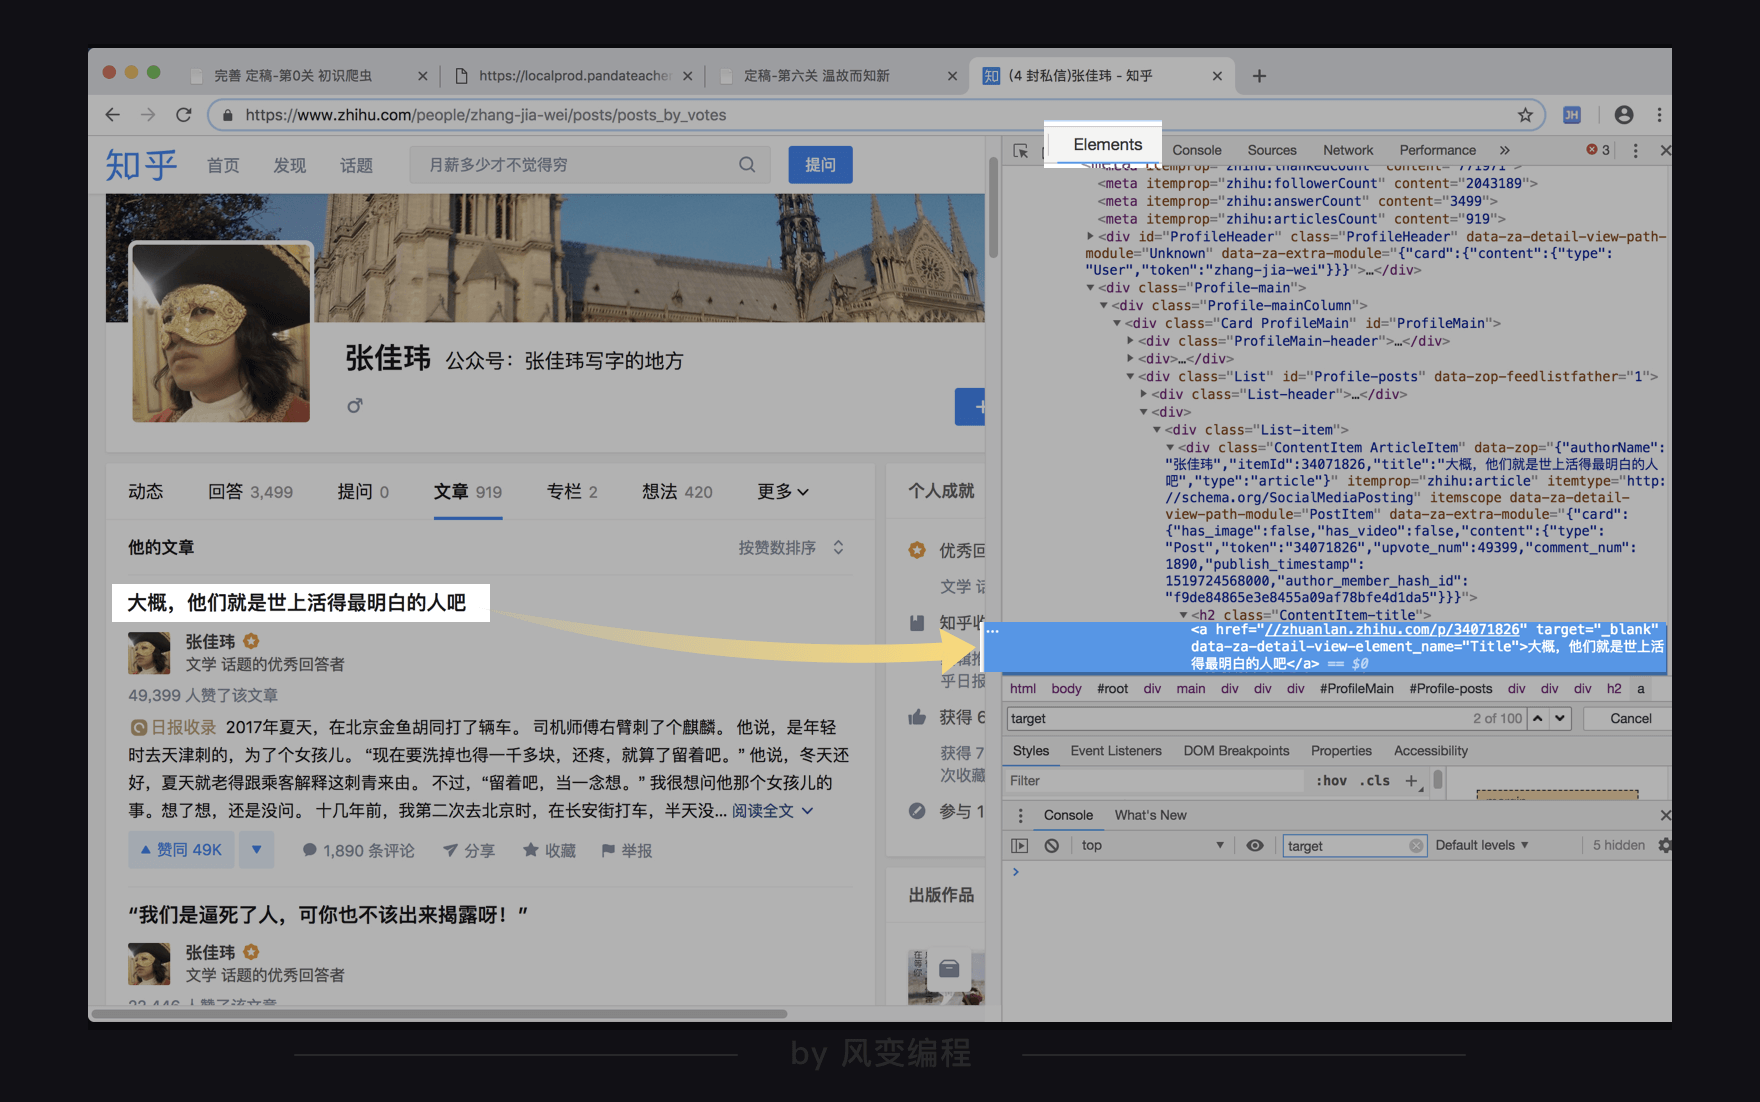 完善 定稿-第0关 初识爬虫
https://localprod.pandateache
定稿-第六关 温故而知新
知 (4 封私信)张佳玮 - 知乎
https://www.zhihu.com/people/zhang-jia-wei/posts/posts_by_votes
JH
知乎 首页 发现 话题 月薪多少才不觉得穷 提问
张佳玮 公众号：张佳玮写字的地方
动态 回答 3,499 提问 0 文章 919 专栏 2 想法 420 更多
他的文章 按赞数排序
大概，他们就是世上活得最明白的人吧
张佳玮
文学 话题的优秀回答者
49,399 人赞了该文章
日报收录 2017年夏天，在北京金鱼胡同打了辆车。 司机师傅右臂刺了个麒麟。 他说，是年轻
时去天津刺的，为了个女孩儿。 “现在要洗掉也得一千多块，还疼，就算了留着吧。” 他说，冬天还
好，夏天就老得跟乘客解释这刺青来由。 不过，“留着吧，当一念想。” 我很想问他那个女孩儿的
事。想了想，还是没问。 十几年前，我第二次去北京时，在长安街打车，半天没... 阅读全文
赞同 49K 1,890 条评论 分享 收藏 举报
“我们是逼死了人，可你也不该出来揭露呀！”
张佳玮
文学 话题的优秀回答者
22,446 人赞了该文章
个人成就
优秀回
文学 话
知乎收
编辑推
乎日报
获得 6
获得 7
次收藏
参与 1
出版作品
Elements Console Sources Network Performance » 3
<meta itemprop="zhihu:thankedCount" content="771971">
<meta itemprop="zhihu:followerCount" content="2043189">
<meta itemprop="zhihu:answerCount" content="3499">
<meta itemprop="zhihu:articlesCount" content="919">
<div id="ProfileHeader" class="ProfileHeader" data-za-detail-view-path-
module="Unknown" data-za-extra-module="{"card":{"content":{"type":
"User","token":"zhang-jia-wei"}}}">…</div>
<div class="Profile-main">
<div class="Profile-mainColumn">
<div class="Card ProfileMain" id="ProfileMain">
<div class="ProfileMain-header">…</div>
<div>…</div>
<div class="List" id="Profile-posts" data-zop-feedlistfather="1">
<div class="List-header">…</div>
<div>
<div class="List-item">
<div class="ContentItem ArticleItem" data-zop="{"authorName":
"张佳玮","itemId":34071826,"title":"大概，他们就是世上活得最明白的人
吧","type":"article"}" itemprop="zhihu:article" itemtype="http:
//schema.org/SocialMediaPosting" itemscope data-za-detail-
view-path-module="PostItem" data-za-extra-module="{"card":
{"has_image":false,"has_video":false,"content":{"type":
"Post","token":"34071826","upvote_num":49399,"comment_num":
1890,"publish_timestamp":
1519724568000,"author_member_hash_id":
"f9de84865e3e8455a09af78bfe4d1da5"}}}">
<h2 class="ContentItem-title">
… <a href="//zhuanlan.zhihu.com/p/34071826" target="_blank"
data-za-detail-view-element_name="Title">大概，他们就是世上活
得最明白的人吧</a> == $0
html body #root div main div div div #ProfileMain #Profile-posts div div div h2 a
target 2 of 100 Cancel
Styles Event Listeners DOM Breakpoints Properties Accessibility
Filter :hov .cls +
margin
Console What's New
top target Default levels 5 hidden
by 风变编程